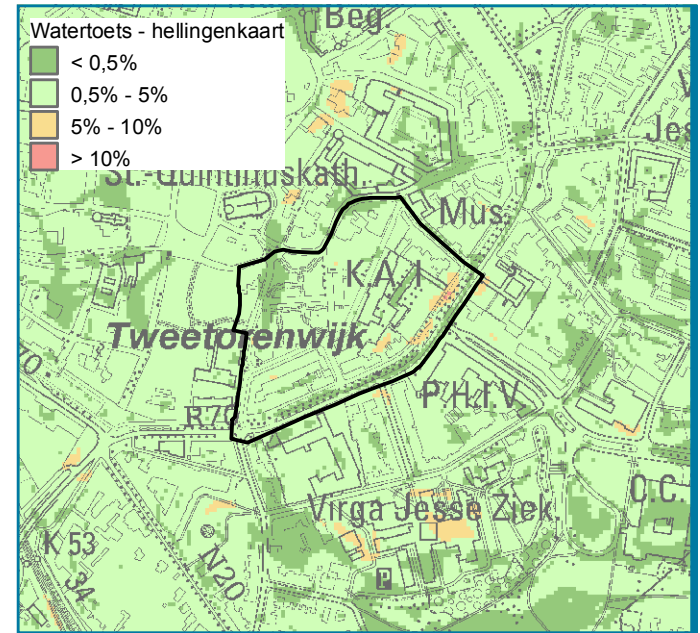 Watertoets - hellingenkaart
< 0,5%
0,5% - 5%
5% - 10%
> 10%
Beg
Jes
St.-Quintinuskath.
Mus.
K.A. I
Tweetorenwijk
P.H.I.V.
R70
Virga Jesse Ziek.
C.C.
K 53
N20
34
P